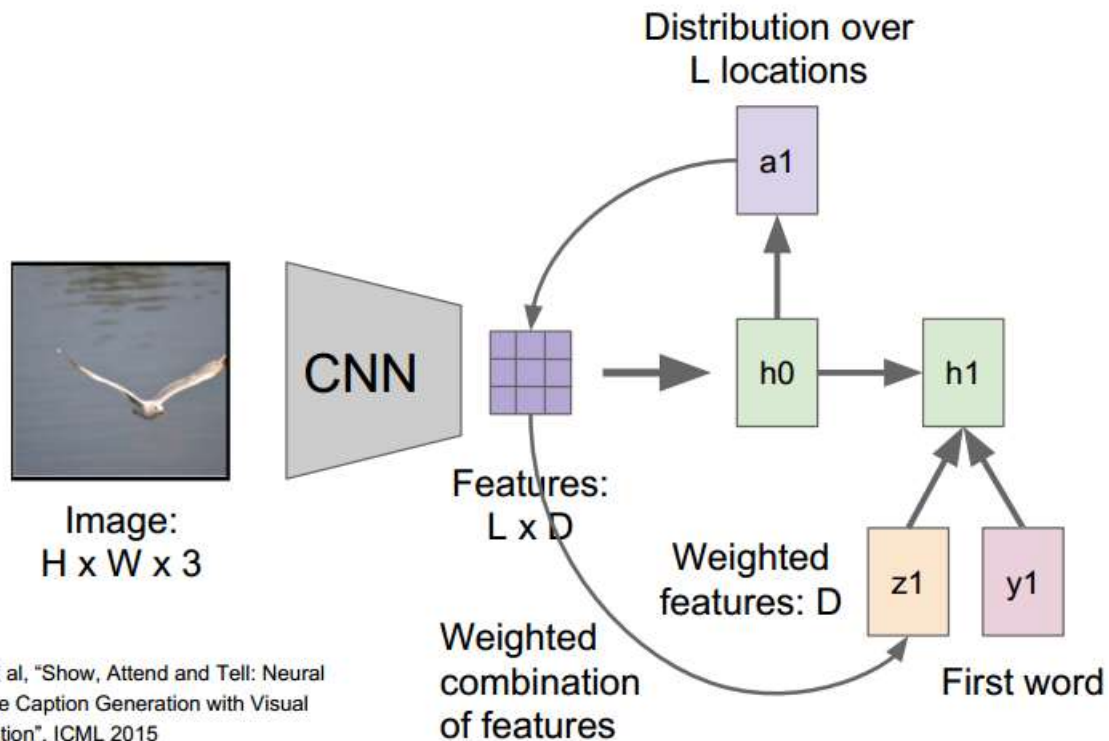 Distribution over
L locations
a1
CNN
h0
h1
Features:
L x D
Image:
H x W x 3
Weighted
features: D
z1
y1
First word
Weighted
combination
of features
al, “Show, Attend and Tell: Neural
e Caption Generation with Visual
tion”, ICML 2015